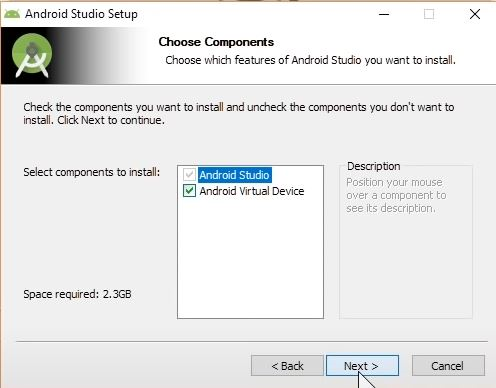 Android Studio Setup
Choose Components
Choose which features of Android Studio you want to install.
Check the components you want to install and uncheck the components you don't want to
install. Click Next to continue.
Select components to install:
Android Studio
Android Virtual Device
Description
Position your mouse
over a component to
see its description.
Space required: 2.3GB
< Back
Next >
Cancel